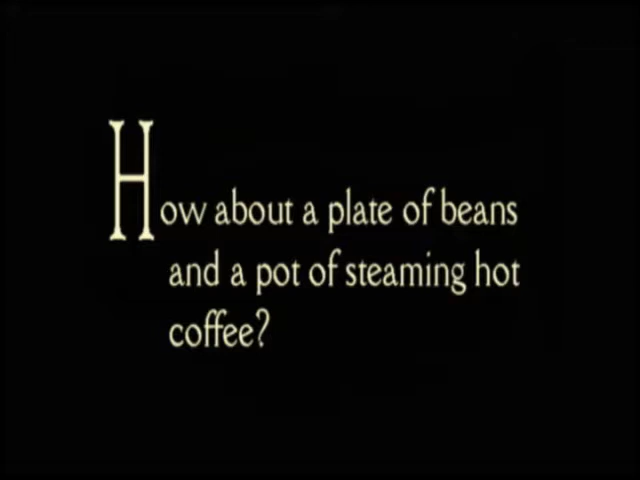 How about a plate of beans
and a pot of steaming hot
coffee?